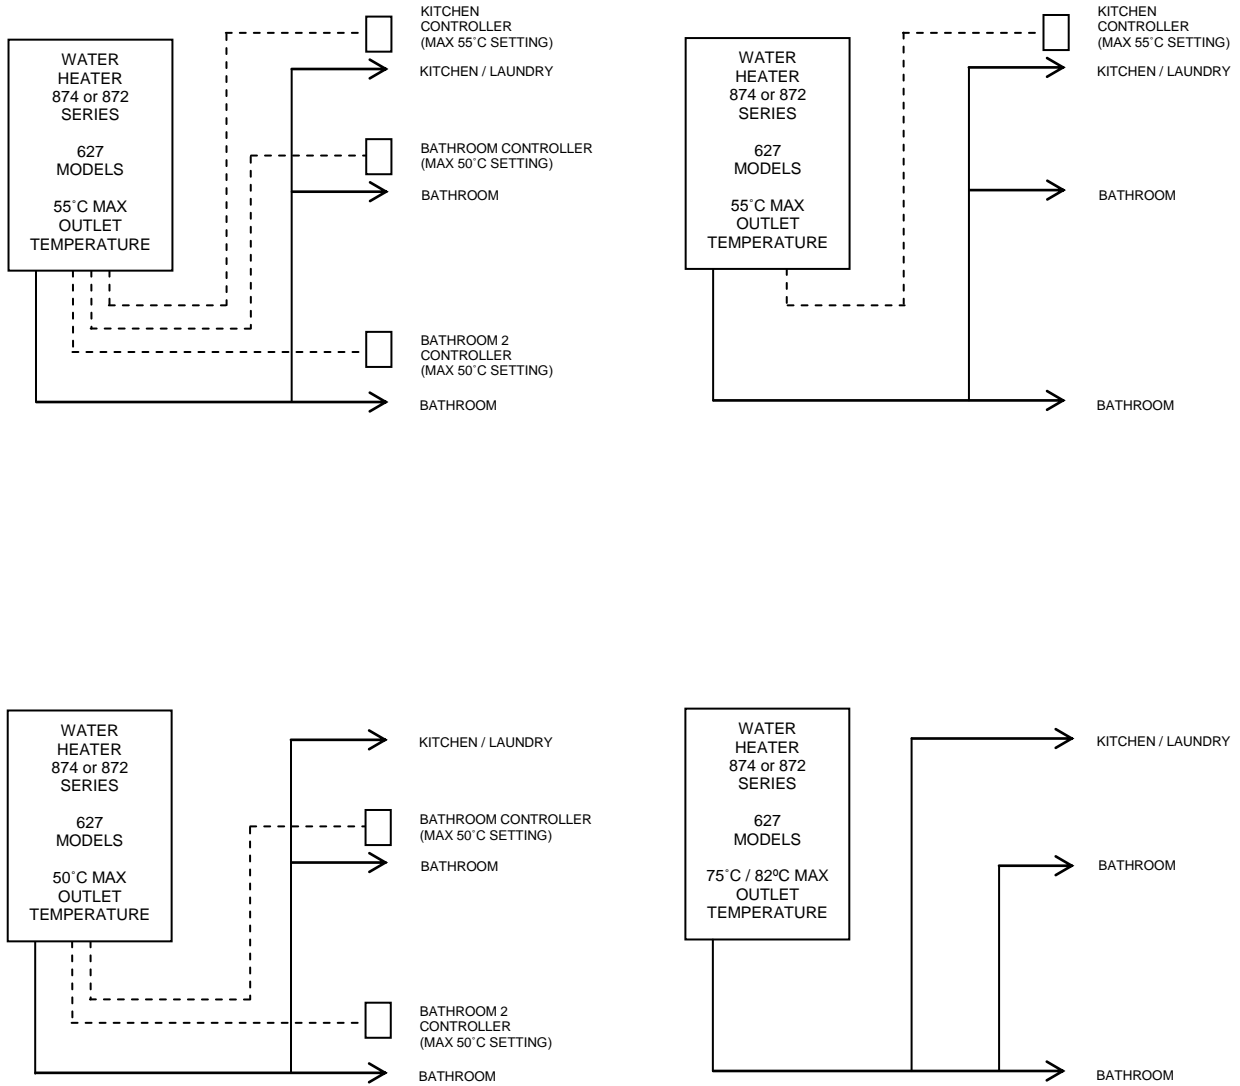 WATER
HEATER
874 or 872
SERIES
627
MODELS
55˚C MAX
OUTLET
TEMPERATURE
KITCHEN
CONTROLLER
(MAX 55˚C SETTING)
KITCHEN / LAUNDRY
BATHROOM CONTROLLER
(MAX 50˚C SETTING)
BATHROOM
BATHROOM 2
CONTROLLER
(MAX 50˚C SETTING)
BATHROOM
WATER
HEATER
874 or 872
SERIES
627
MODELS
55˚C MAX
OUTLET
TEMPERATURE
KITCHEN
CONTROLLER
(MAX 55˚C SETTING)
KITCHEN / LAUNDRY
BATHROOM
BATHROOM
WATER
HEATER
874 or 872
SERIES
627
MODELS
50˚C MAX
OUTLET
TEMPERATURE
KITCHEN / LAUNDRY
BATHROOM CONTROLLER
(MAX 50˚C SETTING)
BATHROOM
BATHROOM 2
CONTROLLER
(MAX 50˚C SETTING)
BATHROOM
WATER
HEATER
874 or 872
SERIES
627
MODELS
75˚C / 82ºC MAX
OUTLET
TEMPERATURE
KITCHEN / LAUNDRY
BATHROOM
BATHROOM